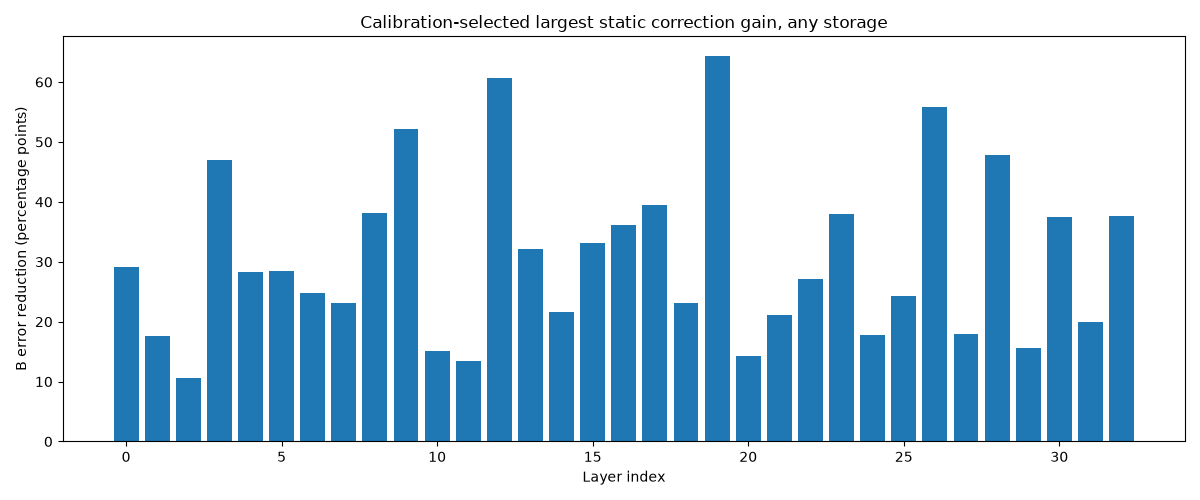 Calibration-selected largest static correction gain, any storage
B error reduction (percentage points)
60
50
40
30
20
10
0
0 5 10 15 20 25 30
Layer index